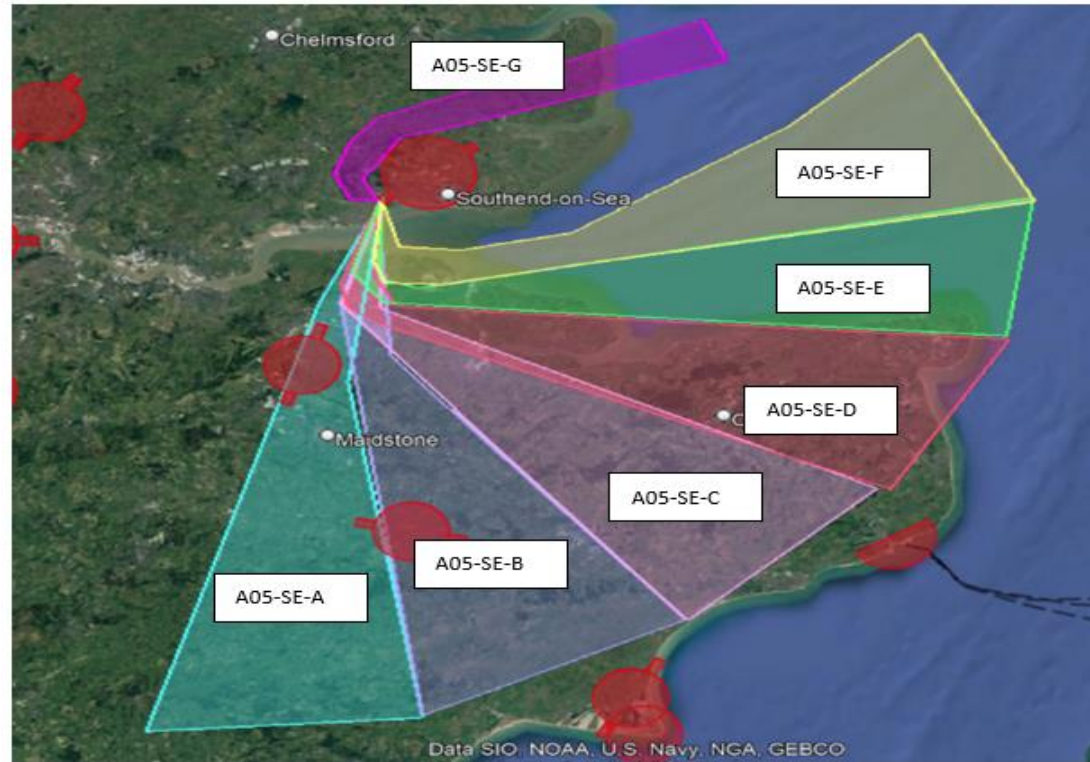 Chelmsford
A05-SE-G
A05-SE-F
Southend-on-Sea
A05-SE-E
A05-SE-D
Maidstone
A05-SE-C
A05-SE-B
A05-SE-A
Data SIO, NOAA, U.S. Navy, NGA, GEBCO